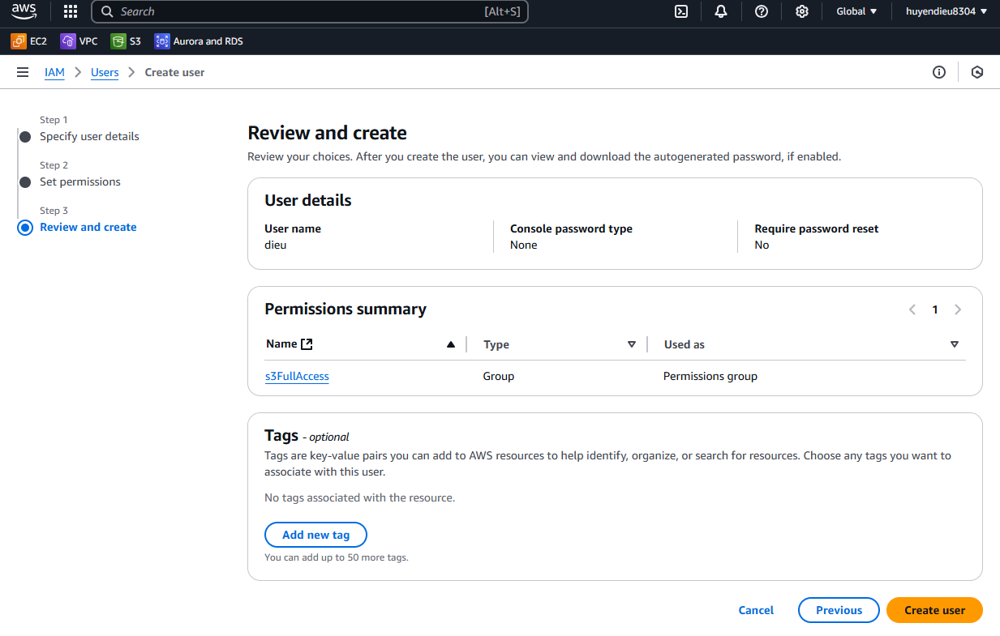 aws
Search [Alt+S] Global huyendieu8304
EC2 VPC S3 Aurora and RDS
IAM Users Create user
Step 1
Specify user details
Step 2
Set permissions
Step 3
Review and create
Review and create
Review your choices. After you create the user, you can view and download the autogenerated password, if enabled.
User details
User name Console password type Require password reset
dieu None No
Permissions summary 1
Name Type Used as
s3FullAccess Group Permissions group
Tags - optional
Tags are key-value pairs you can add to AWS resources to help identify, organize, or search for resources. Choose any tags you want to
associate with this user.
No tags associated with the resource.
Add new tag
You can add up to 50 more tags.
Cancel Previous Create user